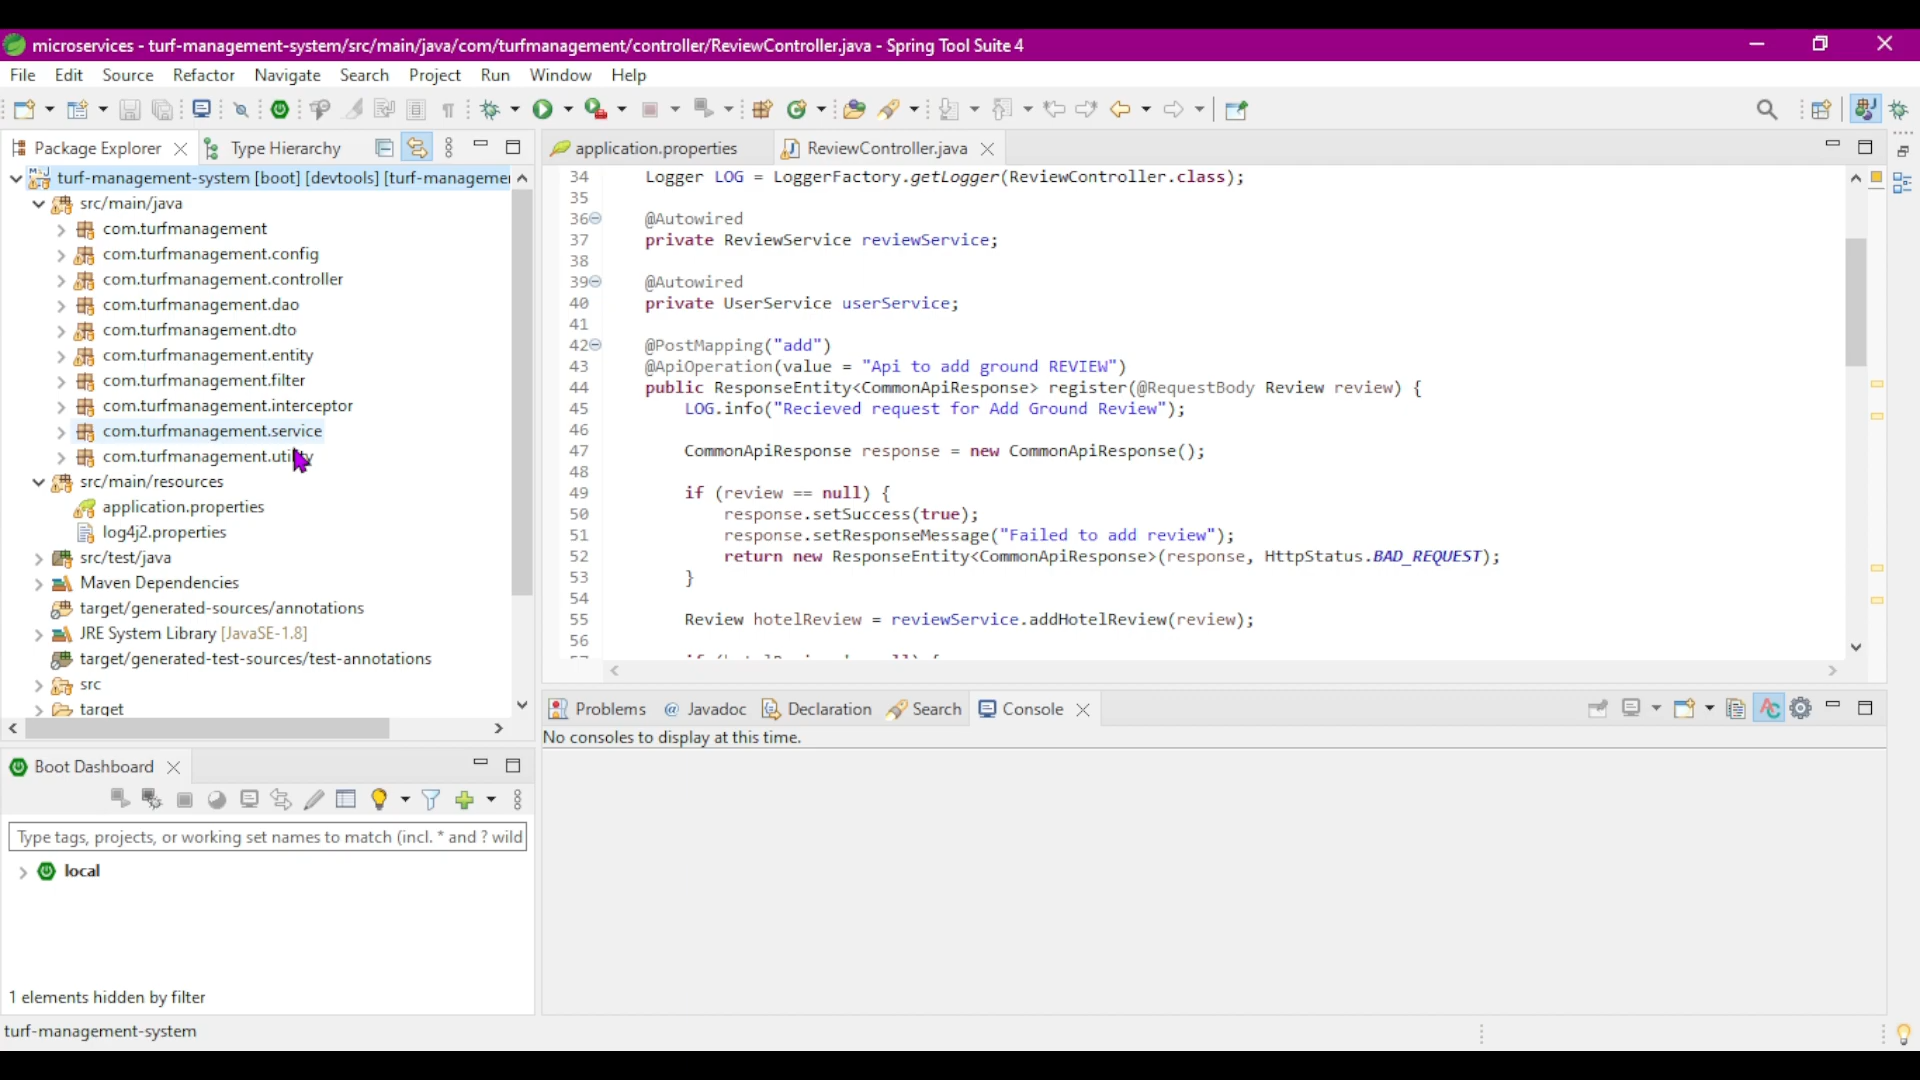 microservices - turf-management-system/src/main/java/com/turfmanagement/controller/ReviewController.java - Spring Tool Suite 4
File Edit Source Refactor Navigate Search Project Run Window Help
Package Explorer Type Hierarchy
turf-management-system [boot] [devtools] [turf-manageme
src/main/java
com.turfmanagement
com.turfmanagement.config
com.turfmanagement.controller
com.turfmanagement.dao
com.turfmanagement.dto
com.turfmanagement.entity
com.turfmanagement.filter
com.turfmanagement.interceptor
com.turfmanagement.service
com.turfmanagement.utility
src/main/resources
application.properties
log4j2.properties
src/test/java
Maven Dependencies
target/generated-sources/annotations
JRE System Library [JavaSE-1.8]
target/generated-test-sources/test-annotations
src
target
application.properties ReviewController.java
34 Logger LOG = LoggerFactory.getLogger(ReviewController.class);
35
36 @Autowired
37 private ReviewService reviewService;
38
39 @Autowired
40 private UserService userService;
41
42 @PostMapping("add")
43 @ApiOperation(value = "Api to add ground REVIEW")
44 public ResponseEntity<CommonApiResponse> register(@RequestBody Review review) {
45 LOG.info("Recieved request for Add Ground Review");
46
47 CommonApiResponse response = new CommonApiResponse();
48
49 if (review == null) {
50 response.setSuccess(true);
51 response.setResponseMessage("Failed to add review");
52 return new ResponseEntity<CommonApiResponse>(response, HttpStatus.BAD_REQUEST);
53 }
54
55 Review hotelReview = reviewService.addHotelReview(review);
56
Problems @ Javadoc Declaration Search Console
No consoles to display at this time.
Boot Dashboard
Type tags, projects, or working set names to match (incl. * and ? wild
local
1 elements hidden by filter
turf-management-system